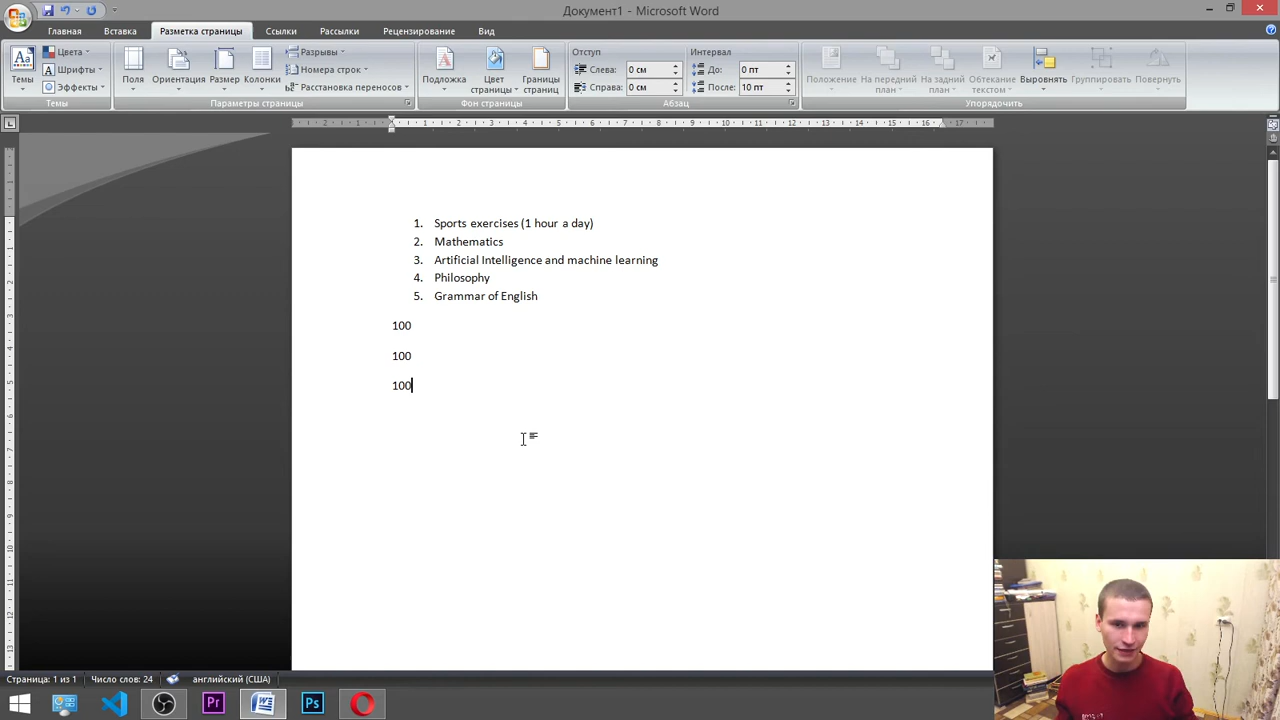 Документ1 - Microsoft Word
Главная Вставка Разметка страницы Ссылки Рассылки Рецензирование Вид
Темы
Цвета
Шрифты
Эффекты
Темы
Поля
Ориентация
Размер
Колонки
Разрывы
Номера строк
Расстановка переносов
Параметры страницы
Подложка
Цвет страницы
Границы страниц
Фон страницы
Отступ
Слева: 0 см
Справа: 0 см
Интервал
До: 0 пт
После: 10 пт
Абзац
Положение
На передний план
На задний план
Обтекание текстом
Выровнять
Группировать
Повернуть
Упорядочить
1. Sports exercises (1 hour a day)
2. Mathematics
3. Artificial Intelligence and machine learning
4. Philosophy
5. Grammar of English
100
100
100
Страница: 1 из 1 Число слов: 24 английский (США)
Pr
Ps